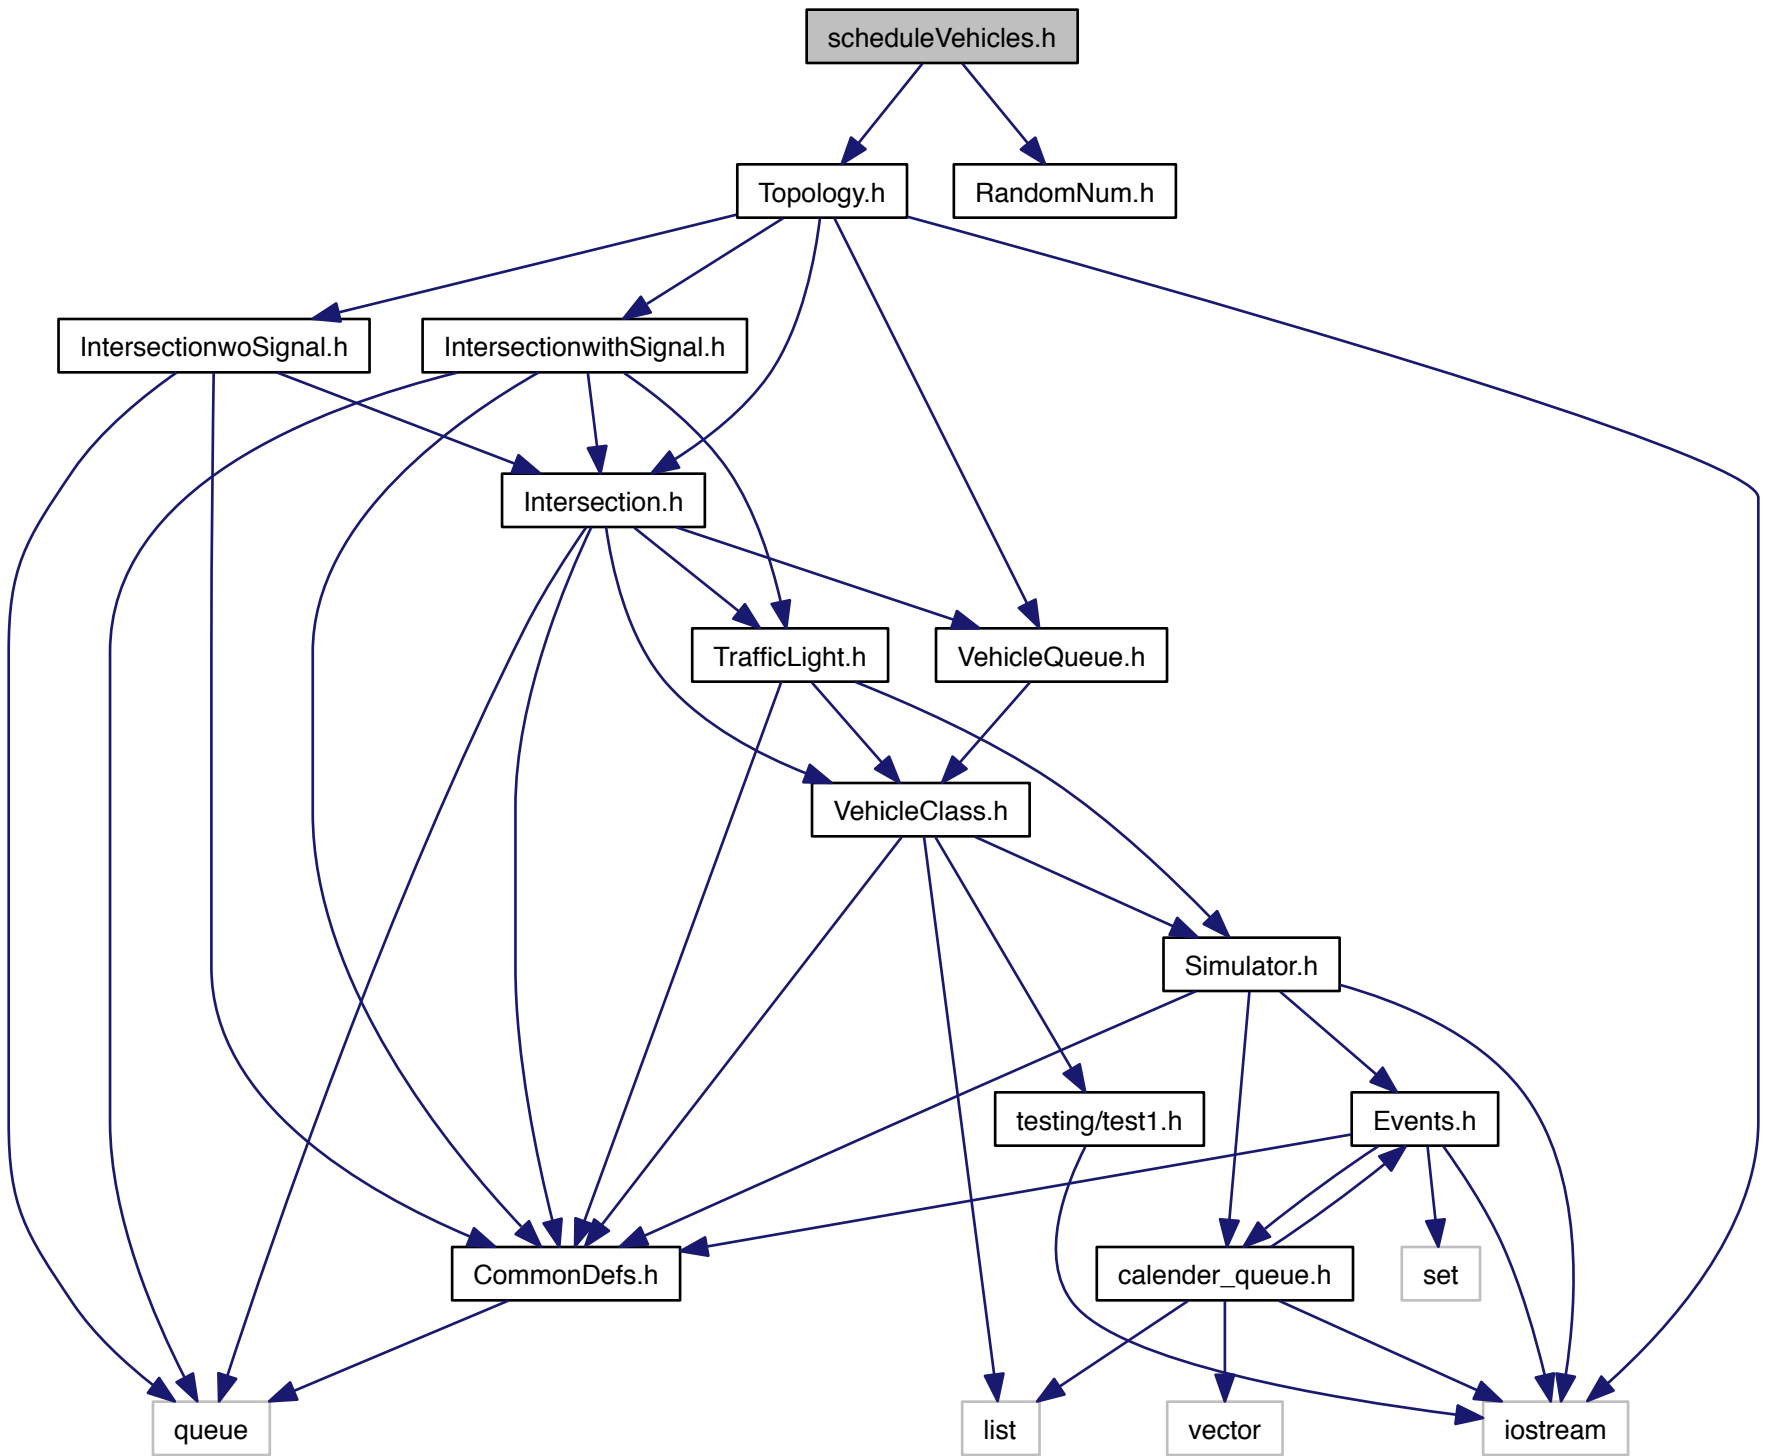 scheduleVehicles.h
Topology.h
RandomNum.h
IntersectionwoSignal.h
IntersectionwithSignal.h
Intersection.h
TrafficLight.h
VehicleQueue.h
VehicleClass.h
Simulator.h
testing/test1.h
Events.h
CommonDefs.h
calender_queue.h
set
queue
list
vector
iostream